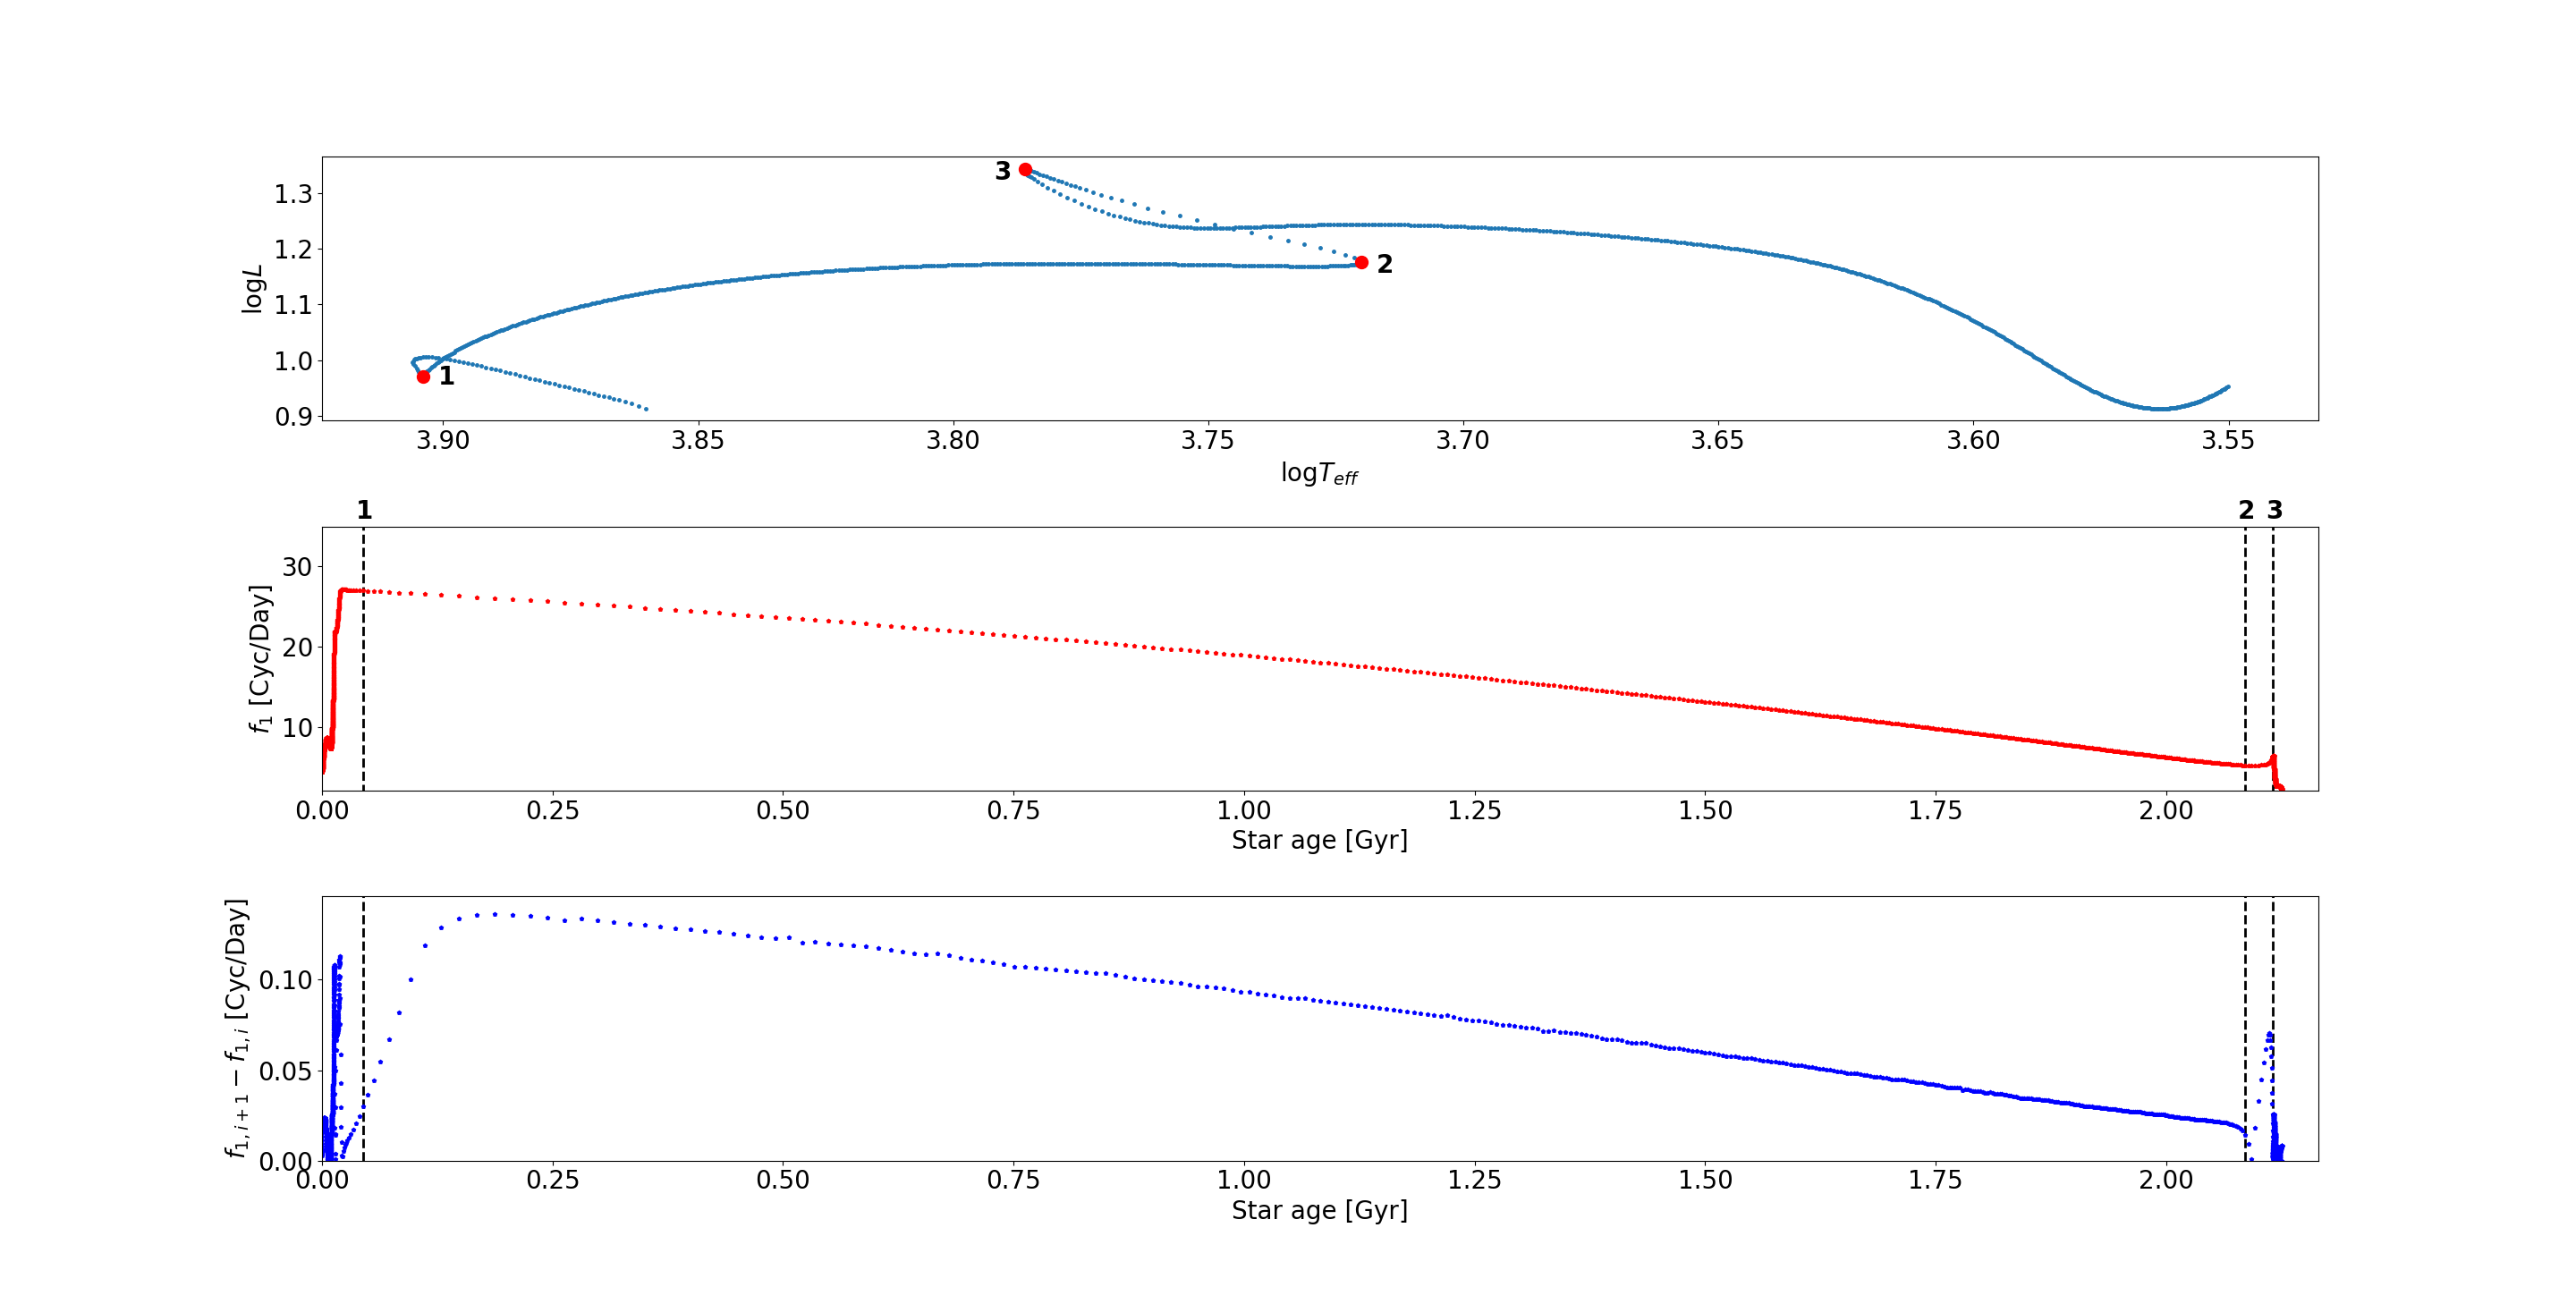 3
2
1
1.3
1.2
1.1
1.0
0.9
logL
3.90 3.85 3.80 3.75 3.70 3.65 3.60 3.55
logT_eff
1 2 3
30
20
10
f_1 [Cyc/Day]
0.00 0.25 0.50 0.75 1.00 1.25 1.50 1.75 2.00
Star age [Gyr]
0.10
0.05
0.00
f_{1,i+1} − f_{1,i} [Cyc/Day]
0.00 0.25 0.50 0.75 1.00 1.25 1.50 1.75 2.00
Star age [Gyr]